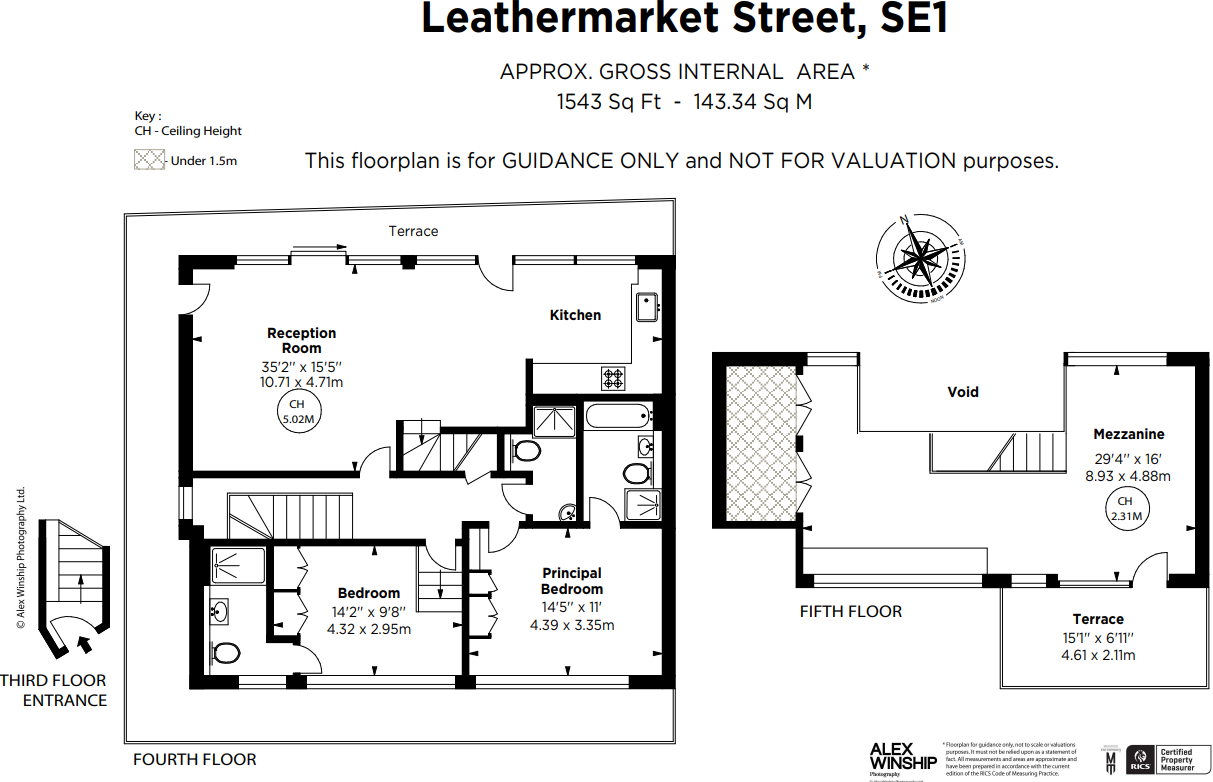 Leathermarket Street, SE1
APPROX. GROSS INTERNAL AREA *
1543 Sq Ft - 143.34 Sq M
Key :
CH - Ceiling Height
- Under 1.5m
This floorplan is for GUIDANCE ONLY and NOT FOR VALUATION purposes.
Terrace
N
AM
NOON
PM
Reception
Room
35'2'' x 15'5''
10.71 x 4.71m
CH
5.02M
Kitchen
Void
Mezzanine
29'4'' x 16'
8.93 x 4.88m
CH
2.31M
Bedroom
14'2'' x 9'8''
4.32 x 2.95m
Principal
Bedroom
14'5'' x 11'
4.39 x 3.35m
FIFTH FLOOR
Terrace
15'1'' x 6'11''
4.61 x 2.11m
© Alex Winship Photography Ltd.
THIRD FLOOR
ENTRANCE
FOURTH FLOOR
ALEX
WINSHIP
Photography
* Floorplan for guidance only, not to scale or valuations
purposes. It must not be relied upon as a statement of
fact. All measurements and areas are approximate and
have been prepared in accordance with the current
edition of the RICS Code of Measuring Practice.
RICS
Certified
Property
Measurer